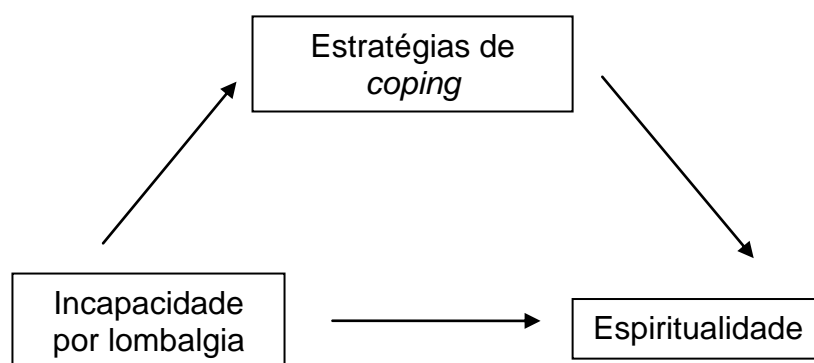 Estratégias de
coping
Incapacidade
por lombalgia
Espiritualidade